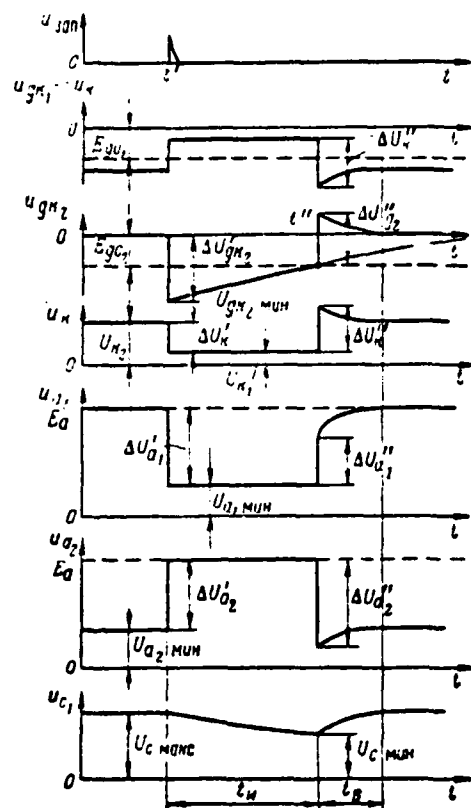 u зап
0
t
t
u gк₁ - u к
0
t
E gс₁
ΔU к″
u gк₂
t″
ΔU g₂″
0
E gс₂
ΔU gк₂′
t
U gк₂ мин
u к
U к₂
ΔU к′
ΔU к″
U к₁
0
t
u a₁
E a
ΔU a₁′
ΔU a₁″
U a₁ мин
0
t
u a₂
E a
ΔU a₂′
ΔU a₂″
U a₂ мин
0
t
u c₁
U c макс
U c мин
0
t и
t в
t